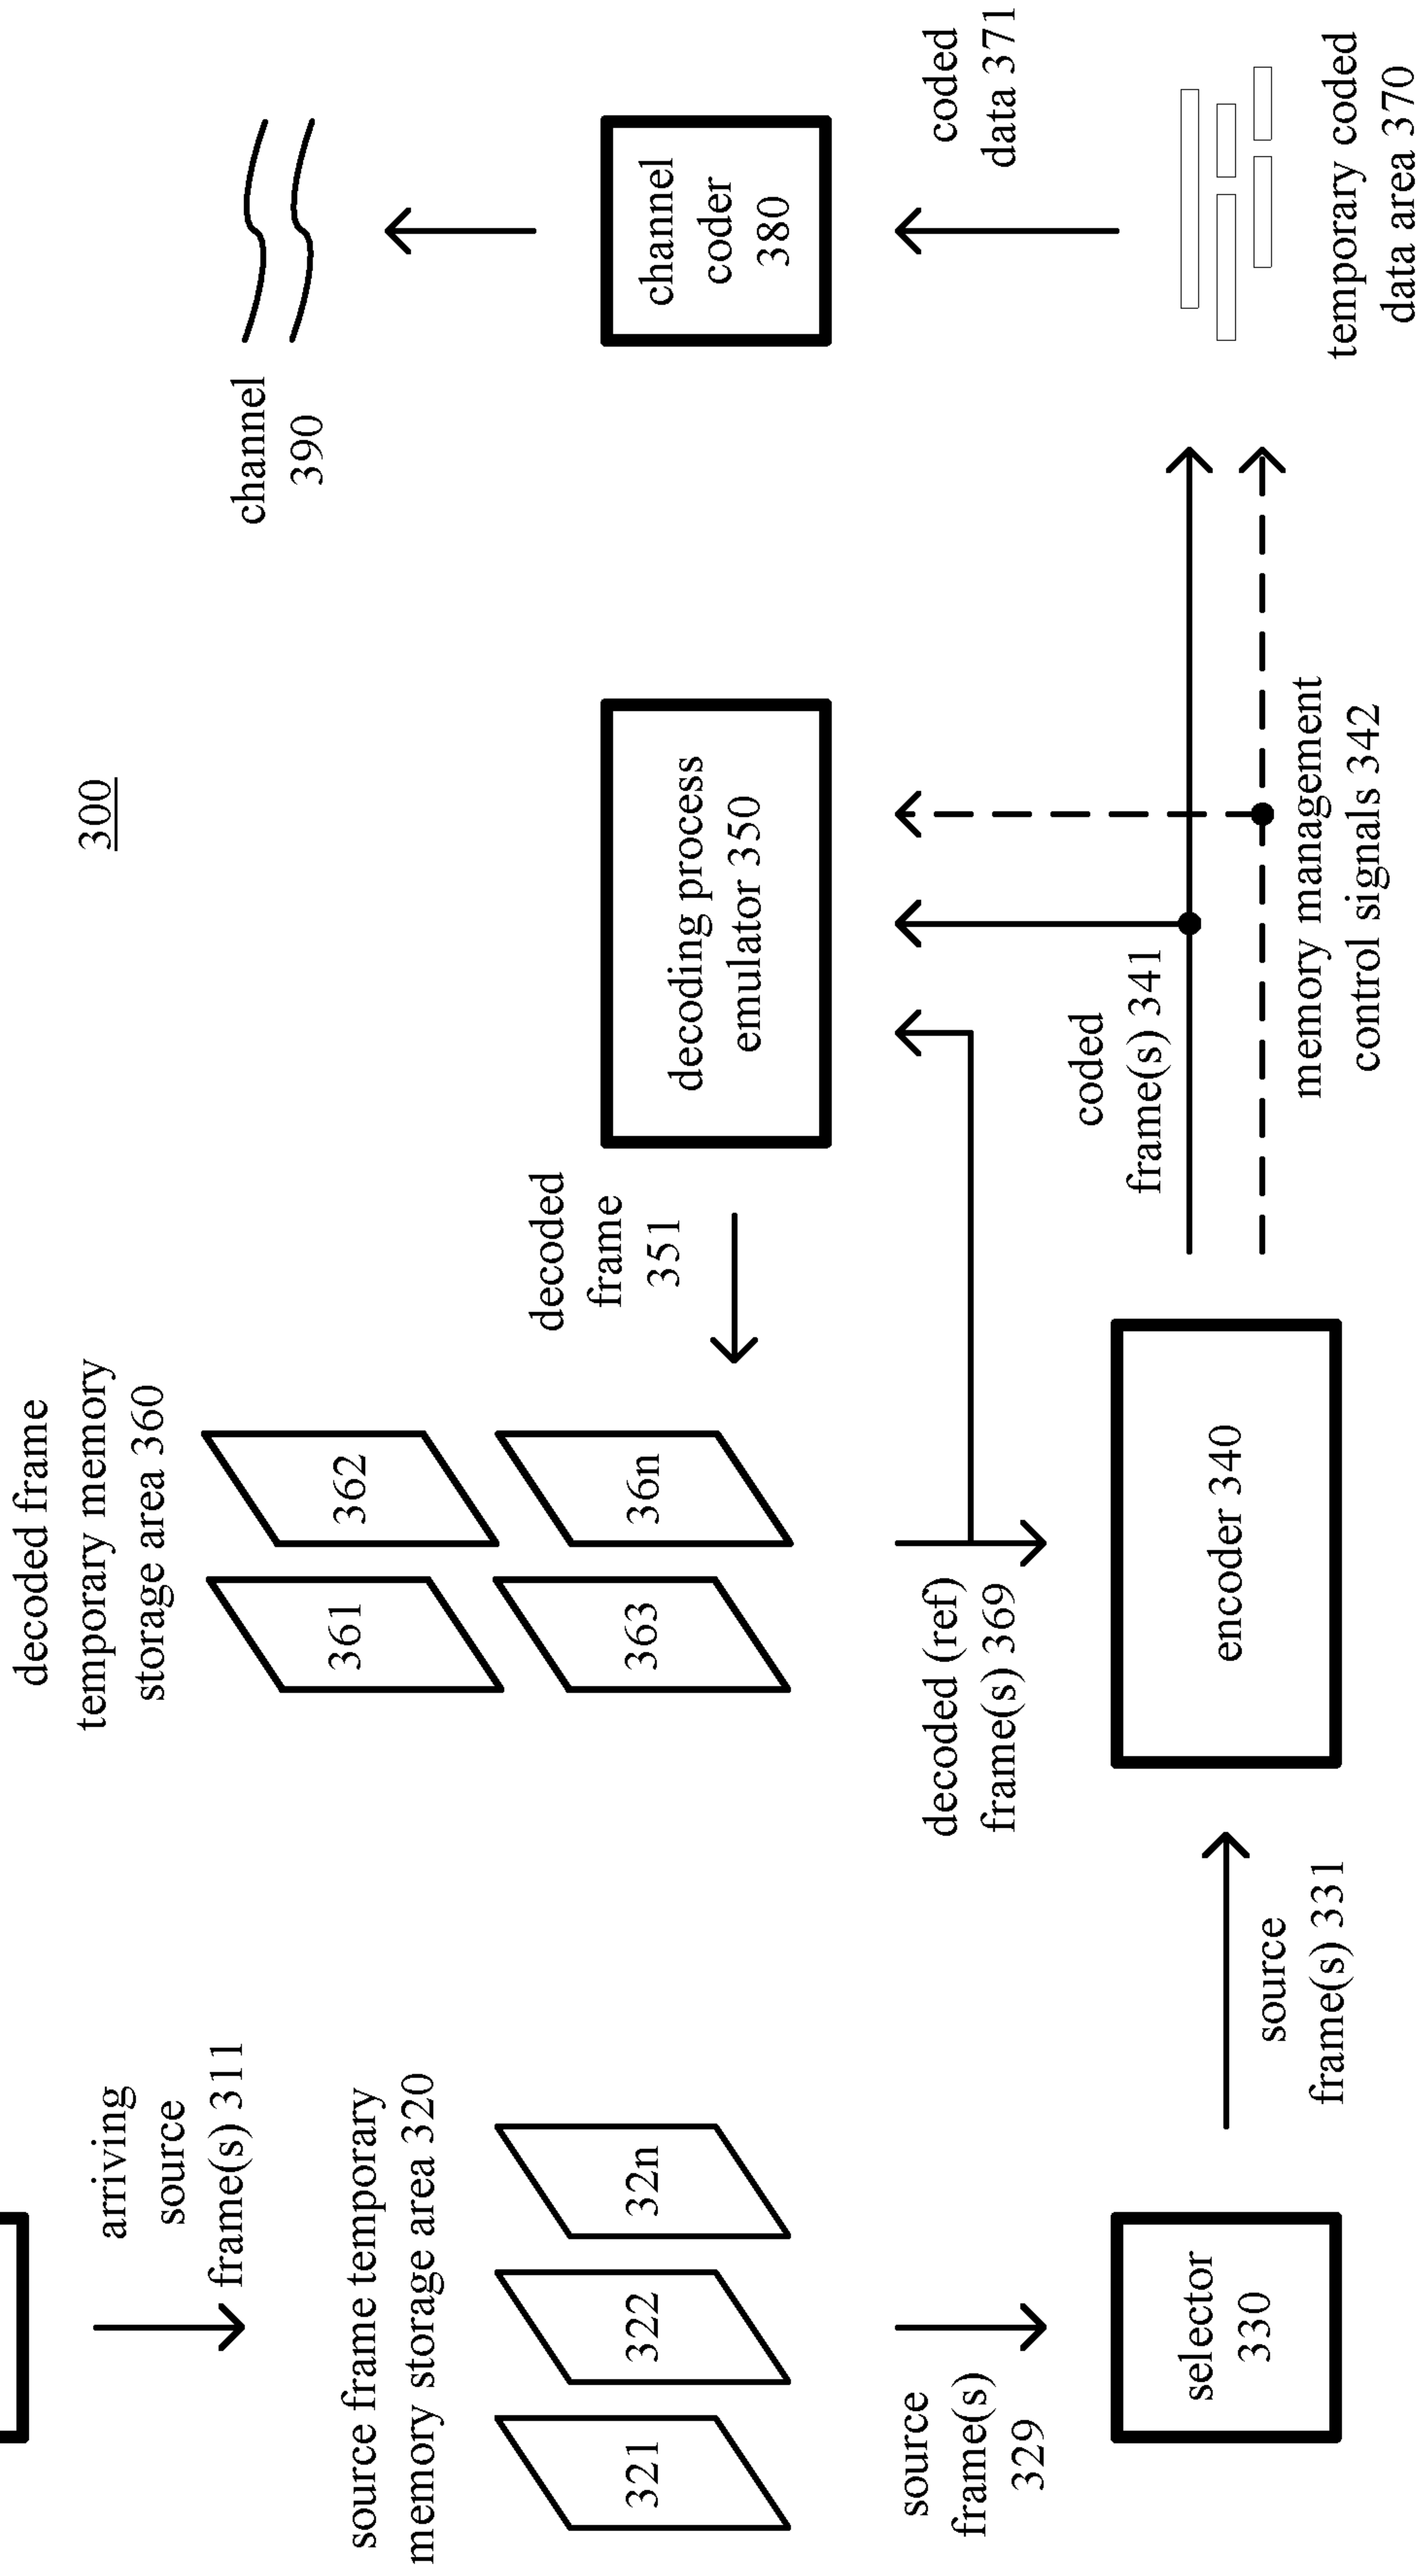 300
arriving
source
frame(s) 311
source frame temporary
memory storage area 320
321
322
32n
source
frame(s)
329
selector
330
source
frame(s) 331
decoded frame
temporary memory
storage area 360
361
362
363
36n
decoded (ref)
frame(s) 369
encoder 340
decoded
frame
351
decoding process
emulator 350
coded
frame(s) 341
memory management
control signals 342
channel
390
channel
coder
380
coded
data 371
temporary coded
data area 370